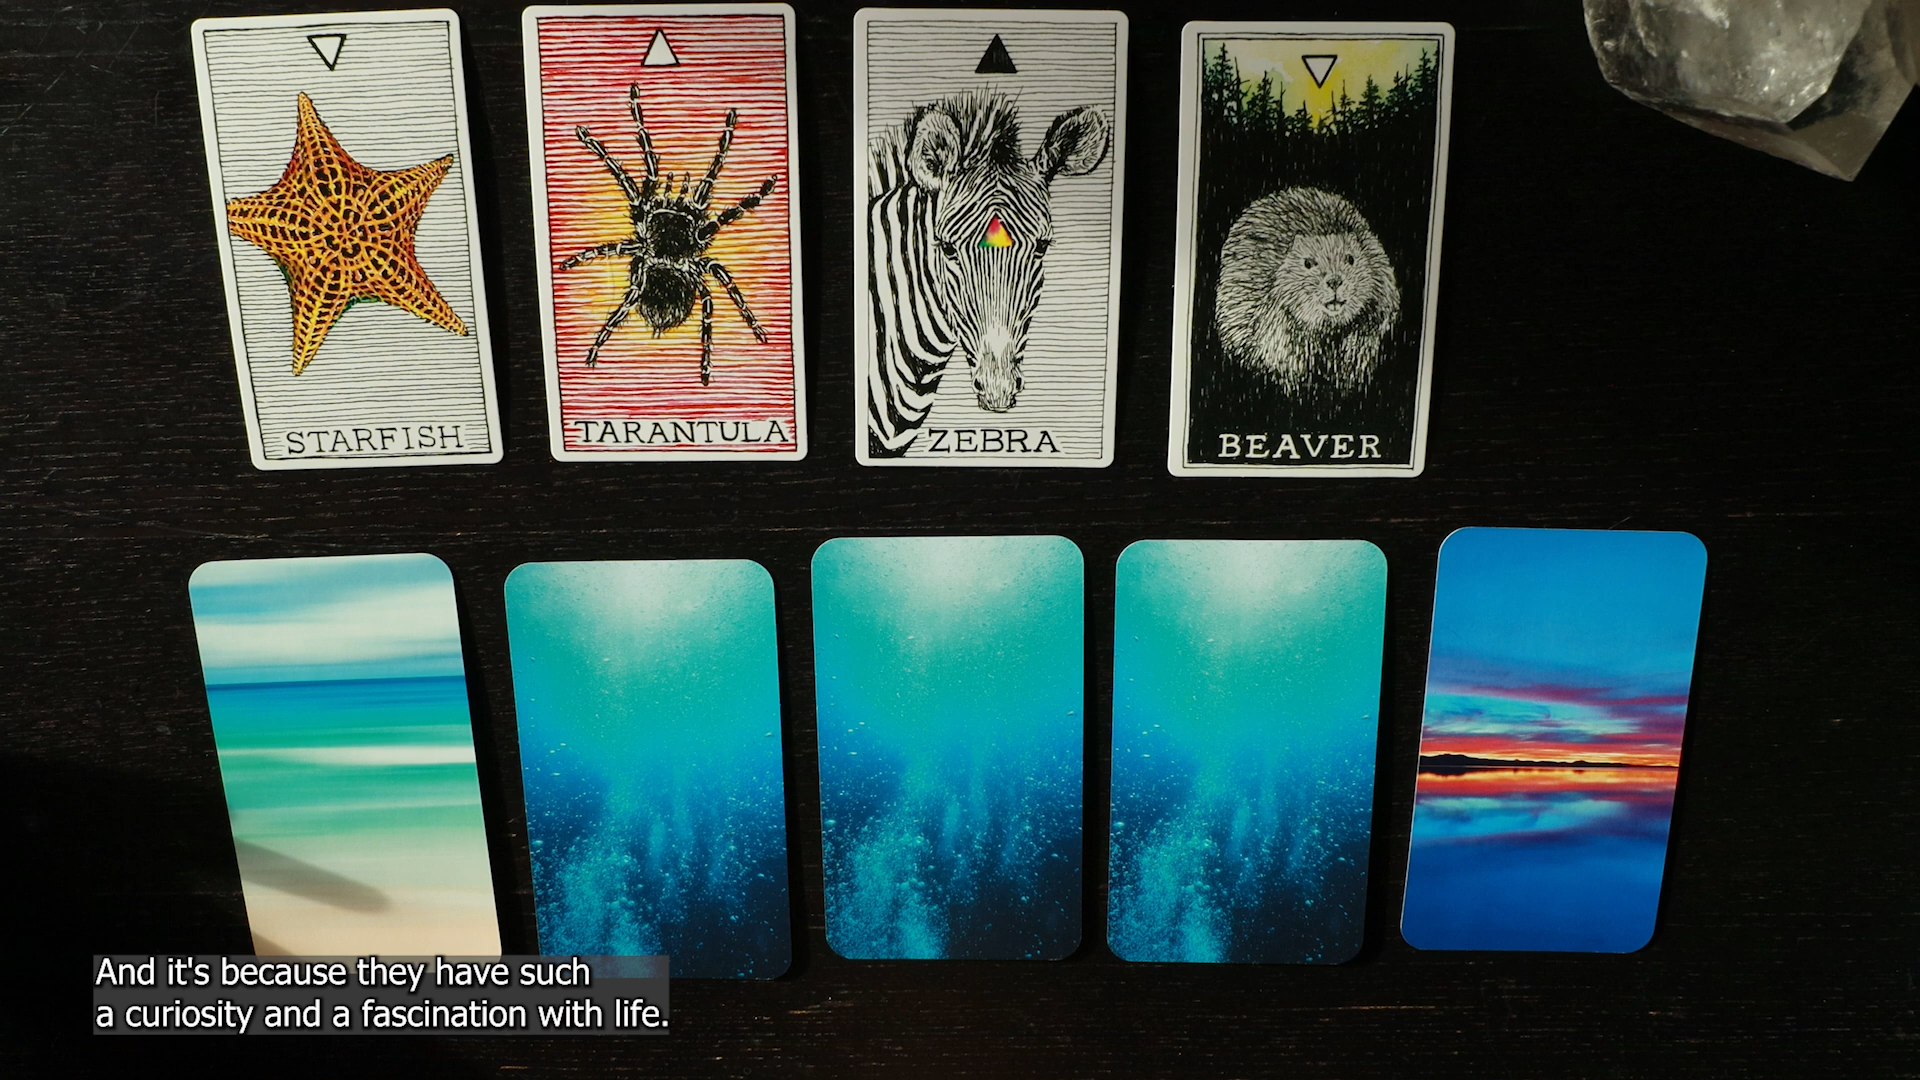 STARFISH
TARANTULA
ZEBRA
BEAVER
And it's because they have such
a curiosity and a fascination with life.